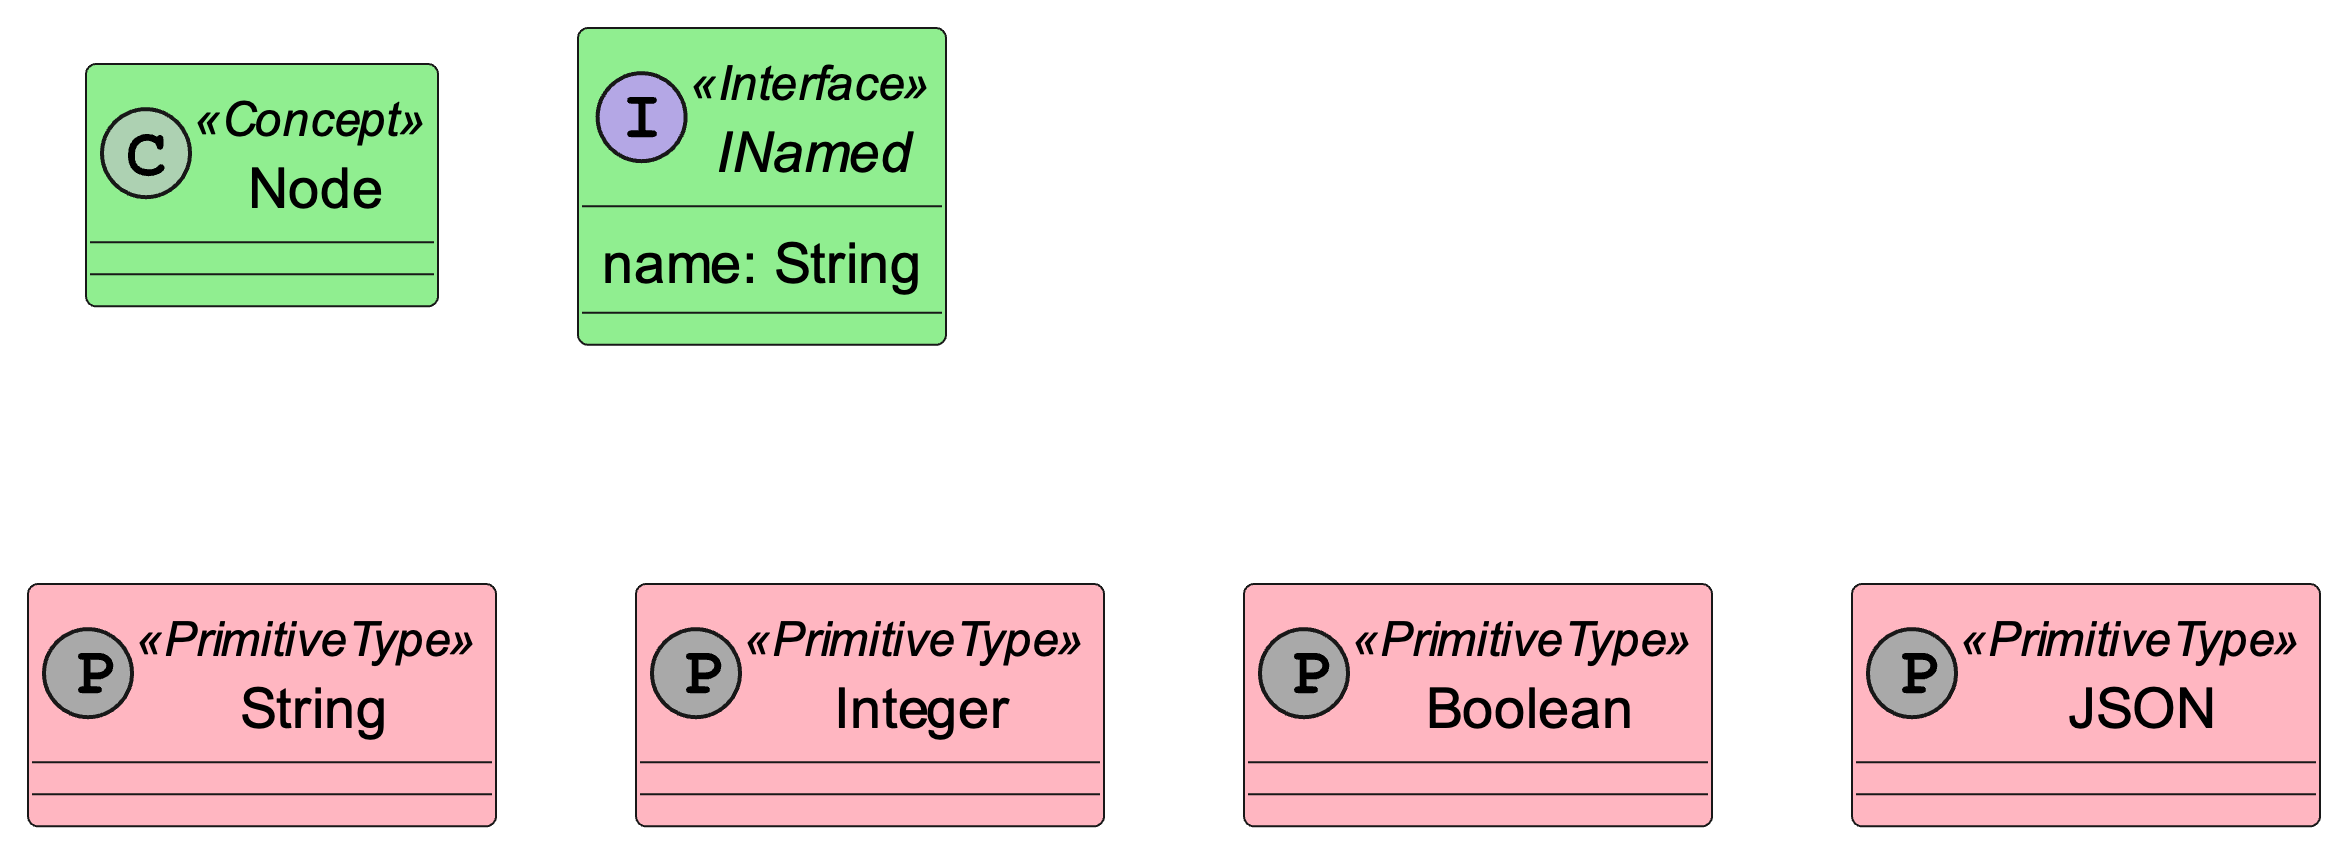 C
«Concept»
Node
I
«Interface»
INamed
name: String
P
«PrimitiveType»
String
P
«PrimitiveType»
Integer
P
«PrimitiveType»
Boolean
P
«PrimitiveType»
JSON